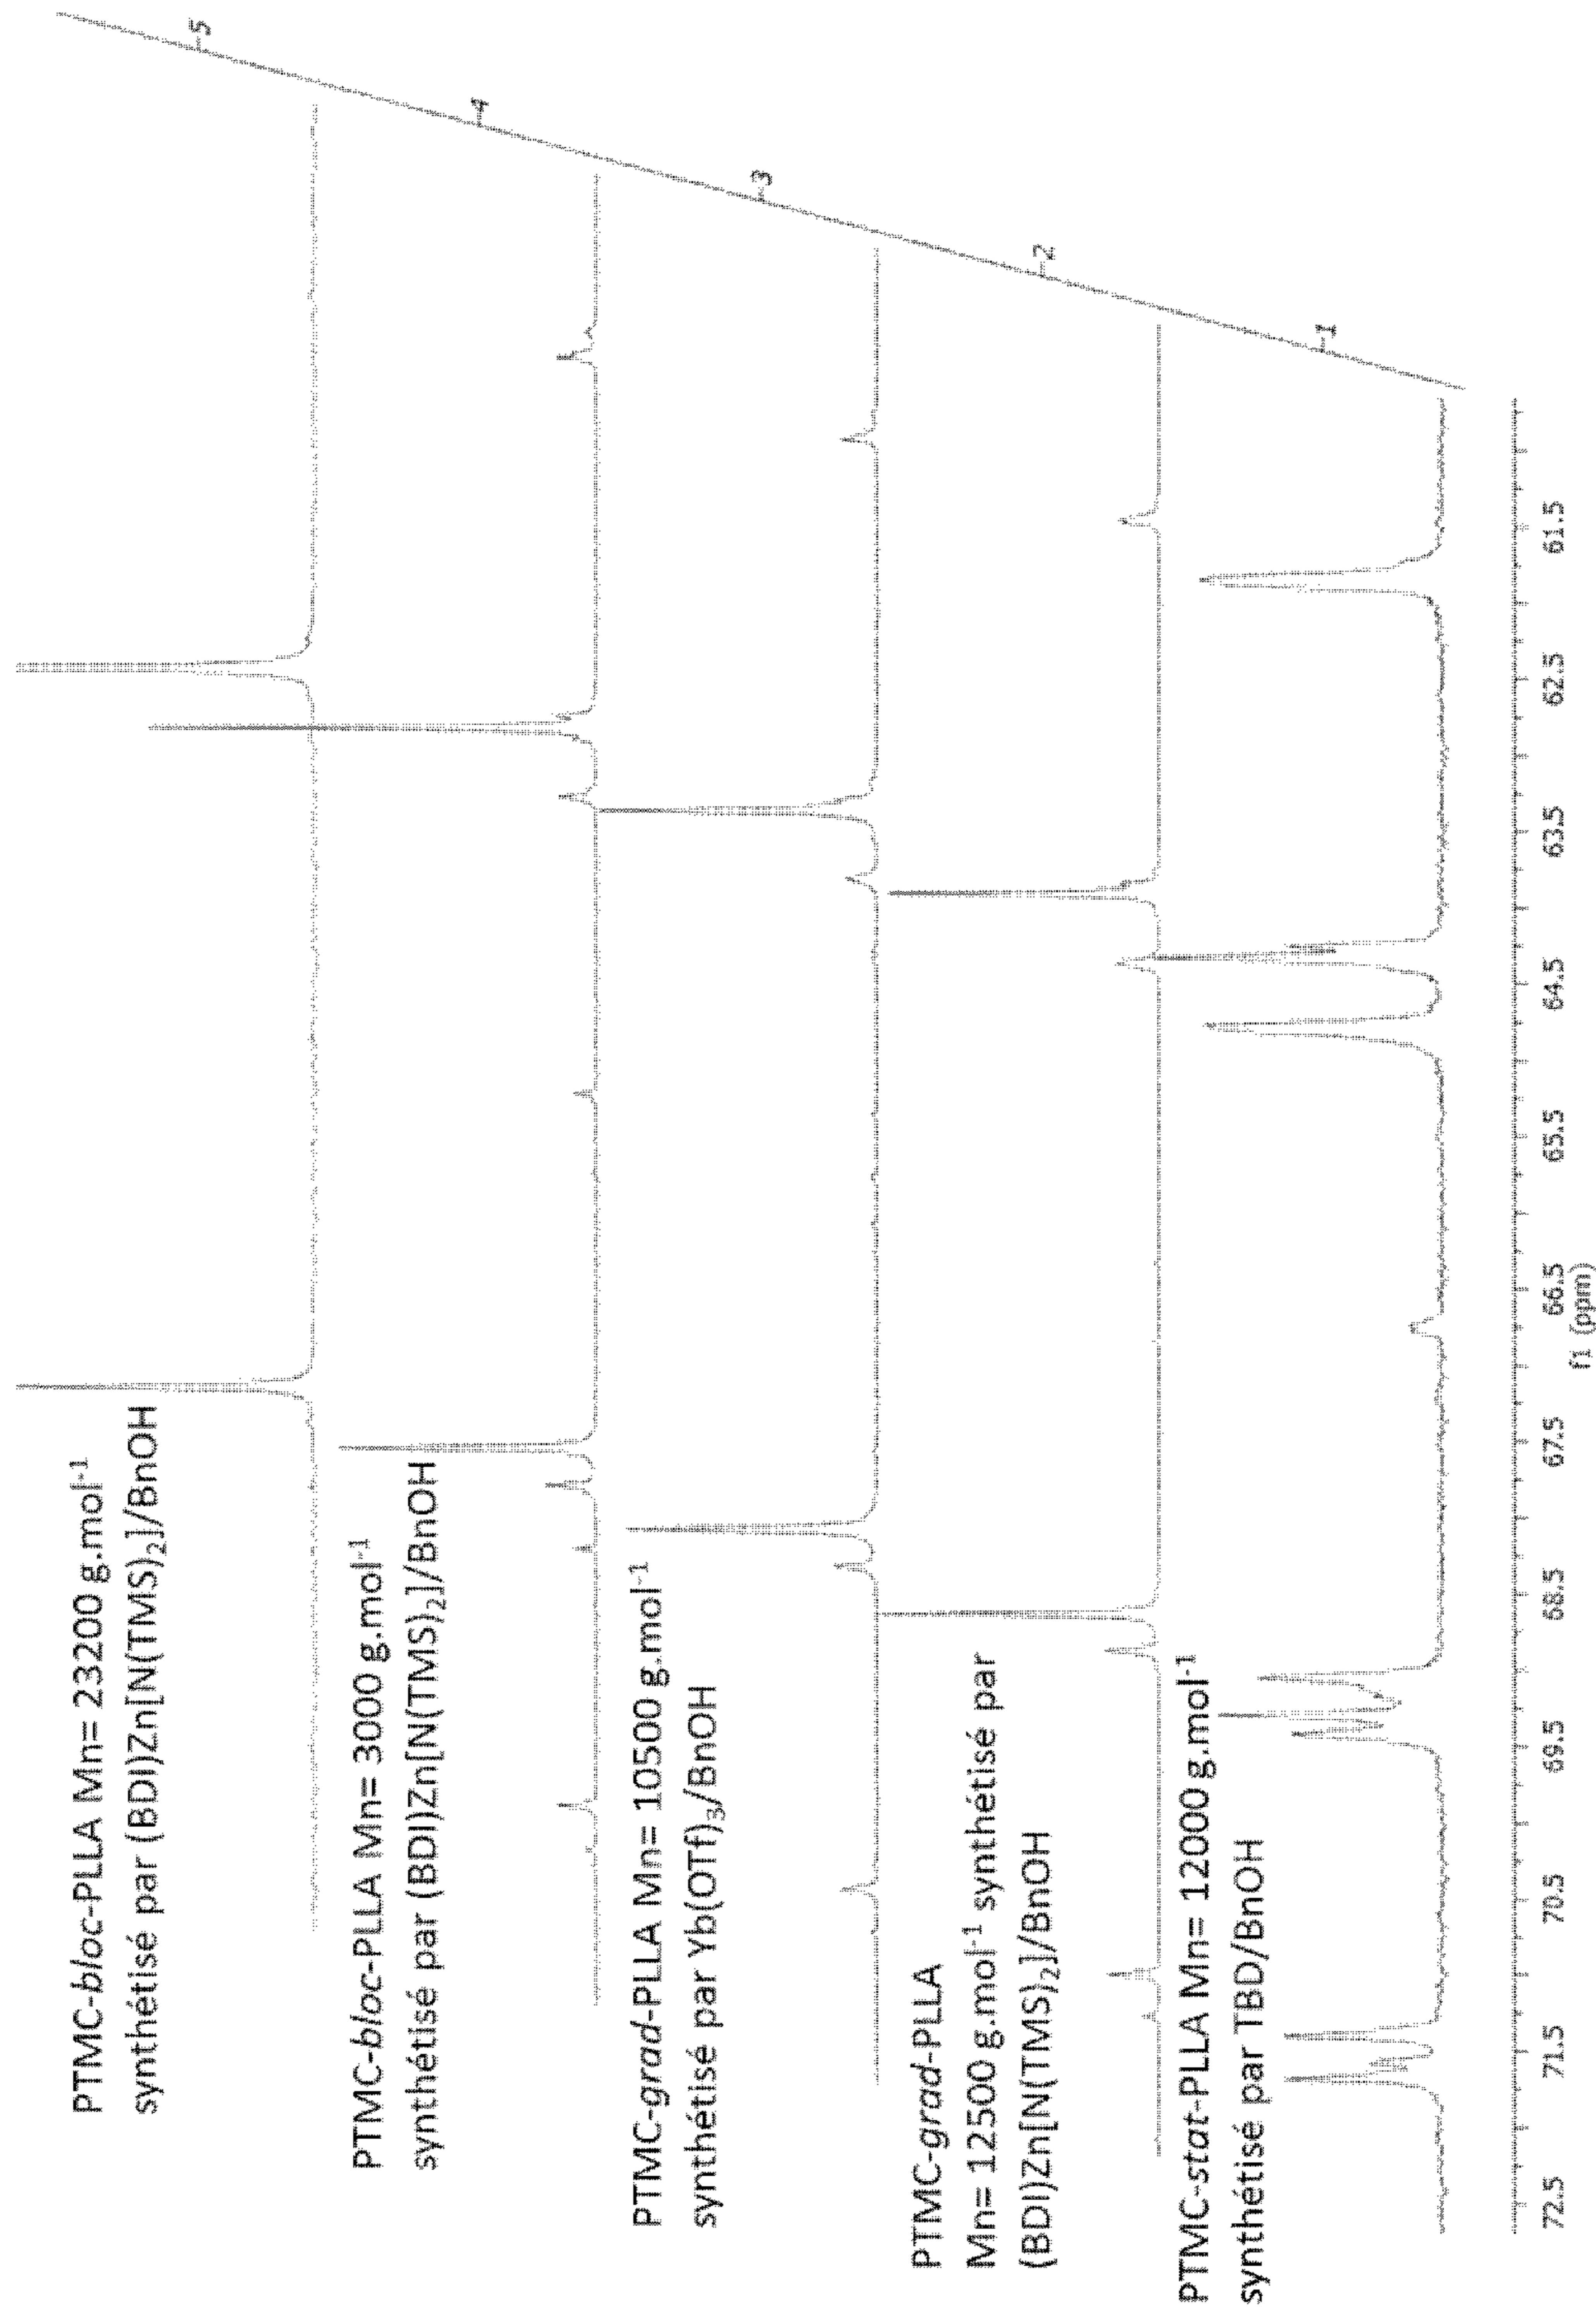 PTMC-bloc-PLLA Mn= 23200 g.mol-1
synthétisé par (BDI)Zn[N(TMS)2]/BnOH
PTMC-bloc-PLLA Mn= 3000 g.mol-1
synthétisé par (BDI)Zn[N(TMS)2]/BnOH
PTMC-grad-PLLA Mn= 10500 g.mol-1
synthétisé par Yb(OTf)3/BnOH
PTMC-grad-PLLA
Mn= 12500 g.mol-1 synthétisé par
(BDI)Zn[N(TMS)2]/BnOH
PTMC-stat-PLLA Mn= 12000 g.mol-1
synthétisé par TBD/BnOH
5
4
3
2
1
72.5 71.5 70.5 69.5 68.5 67.5 66.5 65.5 64.5 63.5 62.5 61.5
f1 (ppm)